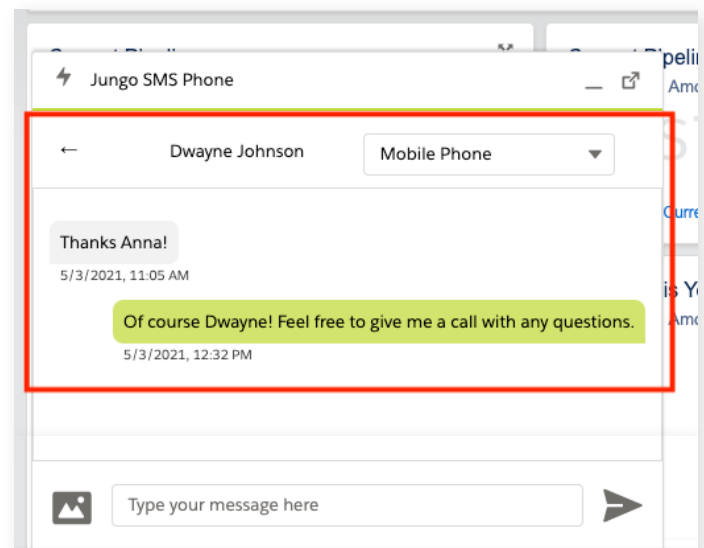 Jungo SMS Phone
Dwayne Johnson
Mobile Phone
Thanks Anna!
5/3/2021, 11:05 AM
Of course Dwayne! Feel free to give me a call with any questions.
5/3/2021, 12:32 PM
Type your message here